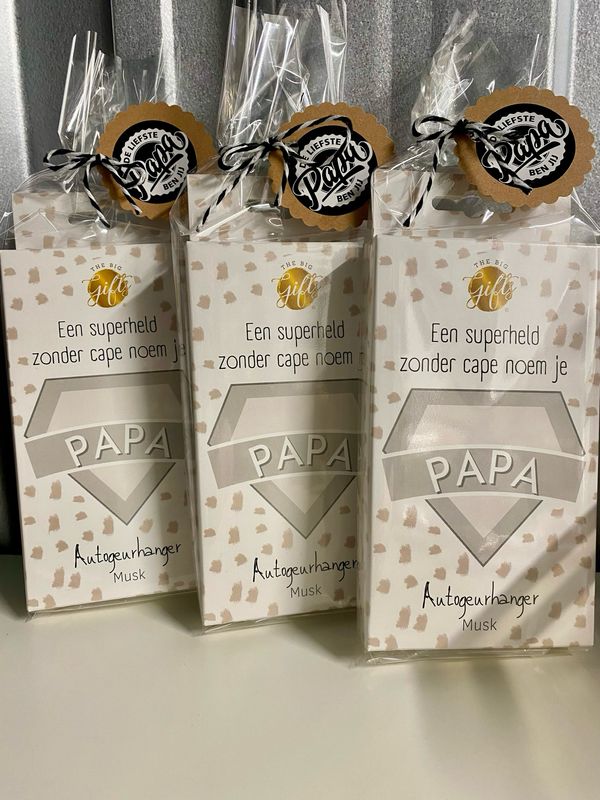 DE LIEFSTE
Papa
BEN JIJ
THE BIG
Gifts
Een superheld
zonder cape noem je
PAPA
Autogeurhanger
Musk
DE LIEFSTE
Papa
BEN JIJ
THE BIG
Gifts
Een superheld
zonder cape noem
PAPA
Autogeurhanger
Musk
LIEFSTE
Papa
BEN JIJ
THE BIG
Gifts
Een superheld
zonder cape noem je
PAPA
Autogeurhanger
Musk